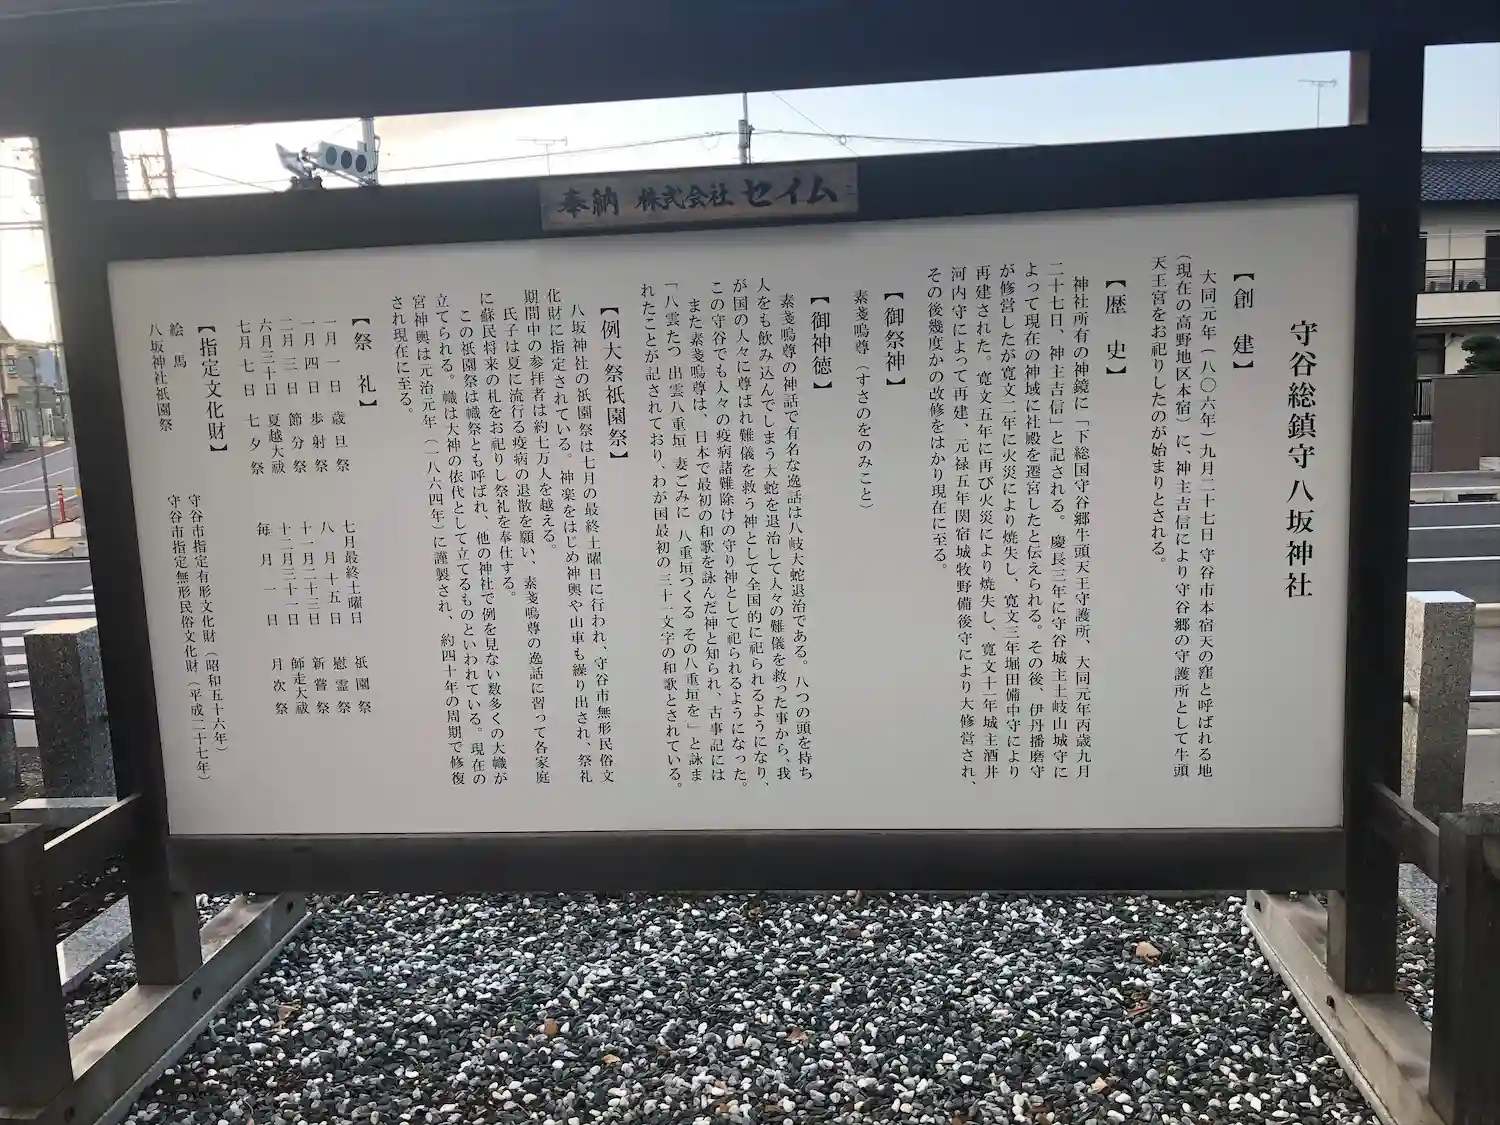 奉納 株式会社 セイム
守谷総鎮守八坂神社
【創 建】
大同元年（八〇六年）九月二十七日守谷市本宿天の窪と呼ばれる地
（現在の高野地区本宿）に、神主吉信により守谷郷の守護所として牛頭
天王宮をお祀りしたのが始まりとされる。
【歴 史】
神社所有の神鏡に「下総国守谷郷牛頭天王守護所、大同元年丙歳九月
二十七日、神主吉信」と記される。慶長三年に守谷城主土岐山城守に
よって現在の神域に社殿を遷宮したと伝えられる。その後、伊丹播磨守
が修営したが寛文二年に火災により焼失し、寛文三年堀田備中守により
再建された。寛文五年に再び火災により焼失し、寛文十一年城主酒井
河内守によって再建、元禄五年関宿城牧野備後守により大修営され、
その後幾度かの改修をはかり現在に至る。
【御祭神】
素戔嗚尊（すさのをのみこと）
【御神徳】
素戔嗚尊の神話で有名な逸話は八岐大蛇退治である。八つの頭を持ち
人をも飲み込んでしまう大蛇を退治して人々の難儀を救った事から、我
が国の人々に尊ばれ難儀を救う神として全国的に祀られるようになり、
この守谷でも人々の疫病諸難除けの守り神として祀られるようになった。
また素戔嗚尊は、日本で最初の和歌を詠んだ神と知られ、古事記には
「八雲たつ 出雲八重垣 妻ごみに 八重垣つくる その八重垣を」と詠ま
れたことが記されており、わが国最初の三十一文字の和歌とされている。
【例大祭祇園祭】
八坂神社の祇園祭は七月の最終土曜日に行われ、守谷市無形民俗文
化財に指定されている。神楽をはじめ神輿や山車も繰り出され、祭礼
期間中の参拝者は約七万人を越える。
氏子は夏に流行る疫病の退散を願い、素戔嗚尊の逸話に習って各家庭
に蘇民将来の札をお祀りし祭礼を奉仕する。
この祇園祭は幟祭とも呼ばれ、他の神社で例を見ない数多くの大幟が
立てられる。幟は大神の依代として立てるものといわれている。現在の
宮神輿は元治元年（一八六四年）に謹製され、約四十年の周期で修復
され現在に至る。
【祭 礼】
一月一日 歳旦祭 七月最終土曜日 祇園祭
一月四日 歩射祭 八月十五日 慰霊祭
二月三日 節分祭 十一月二十三日 新嘗祭
六月三十日 夏越大祓 十二月三十一日 師走大祓
七月七日 七夕祭 毎月一日 月次祭
【指定文化財】
絵馬 守谷市指定有形文化財（昭和五十六年）
八坂神社祇園祭 守谷市指定無形民俗文化財（平成二十七年）